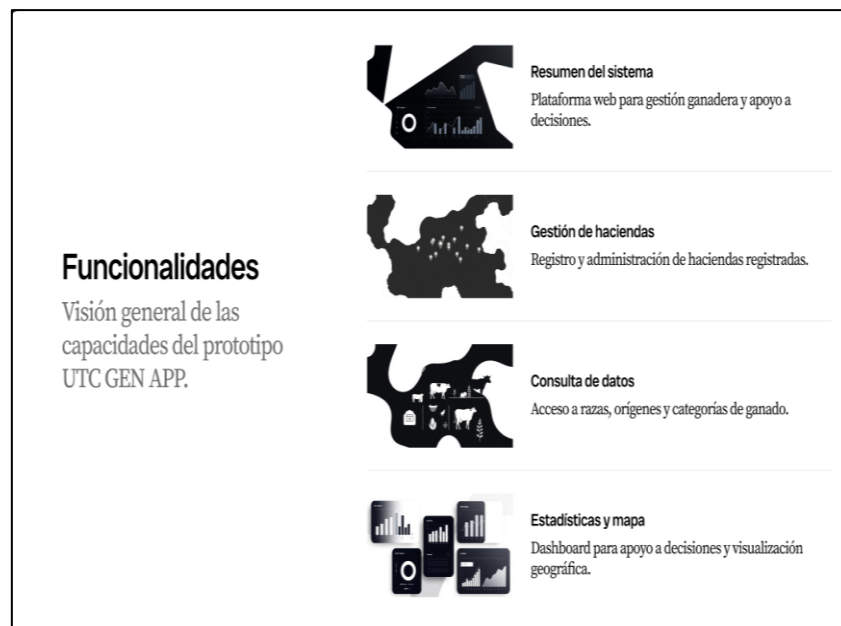 Funcionalidades
Visión general de las
capacidades del prototipo
UTC GEN APP.
Resumen del sistema
Plataforma web para gestión ganadera y apoyo a
decisiones.
Gestión de haciendas
Registro y administración de haciendas registradas.
Consulta de datos
Acceso a razas, orígenes y categorías de ganado.
Estadísticas y mapa
Dashboard para apoyo a decisiones y visualización
geográfica.